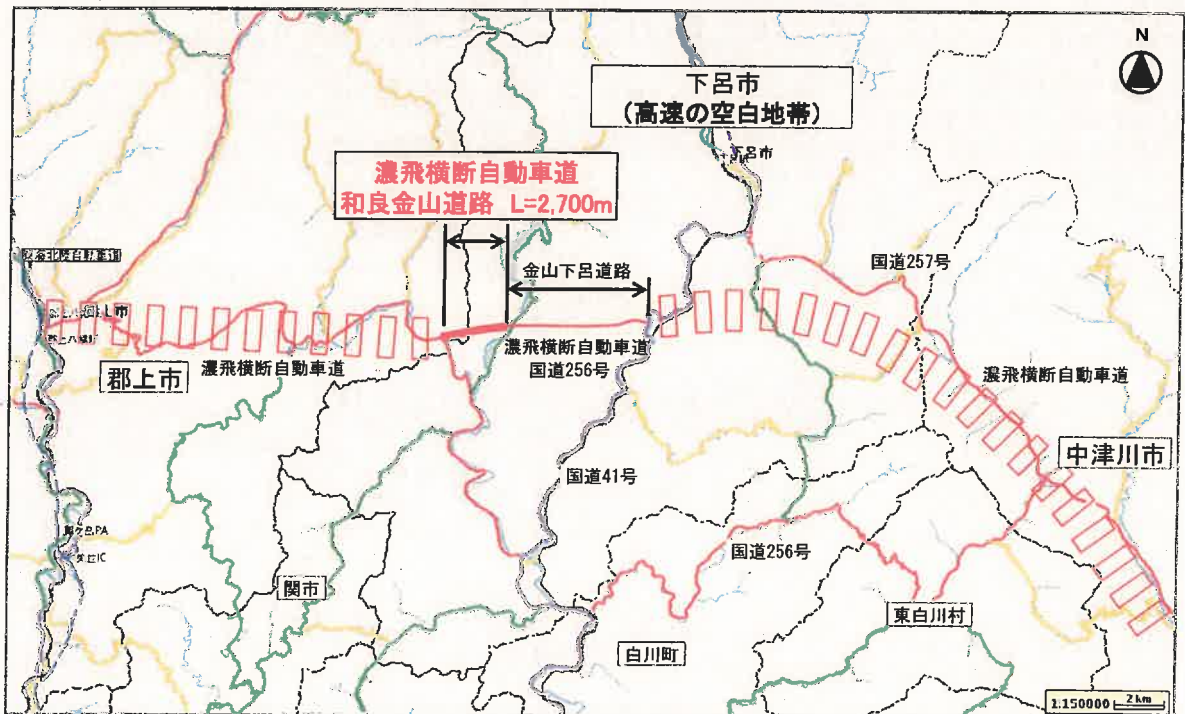 N
下呂市
(高速の空白地帯)
下呂市
濃飛横断自動車道
和良金山道路 L=2,700m
国道257号
金山下呂道路
濃飛横断自動車道
国道256号
郡上市
濃飛横断自動車道
濃飛横断自動車道
中津川市
国道41号
国道256号
関市
東白川村
白川町
1:150000 2km